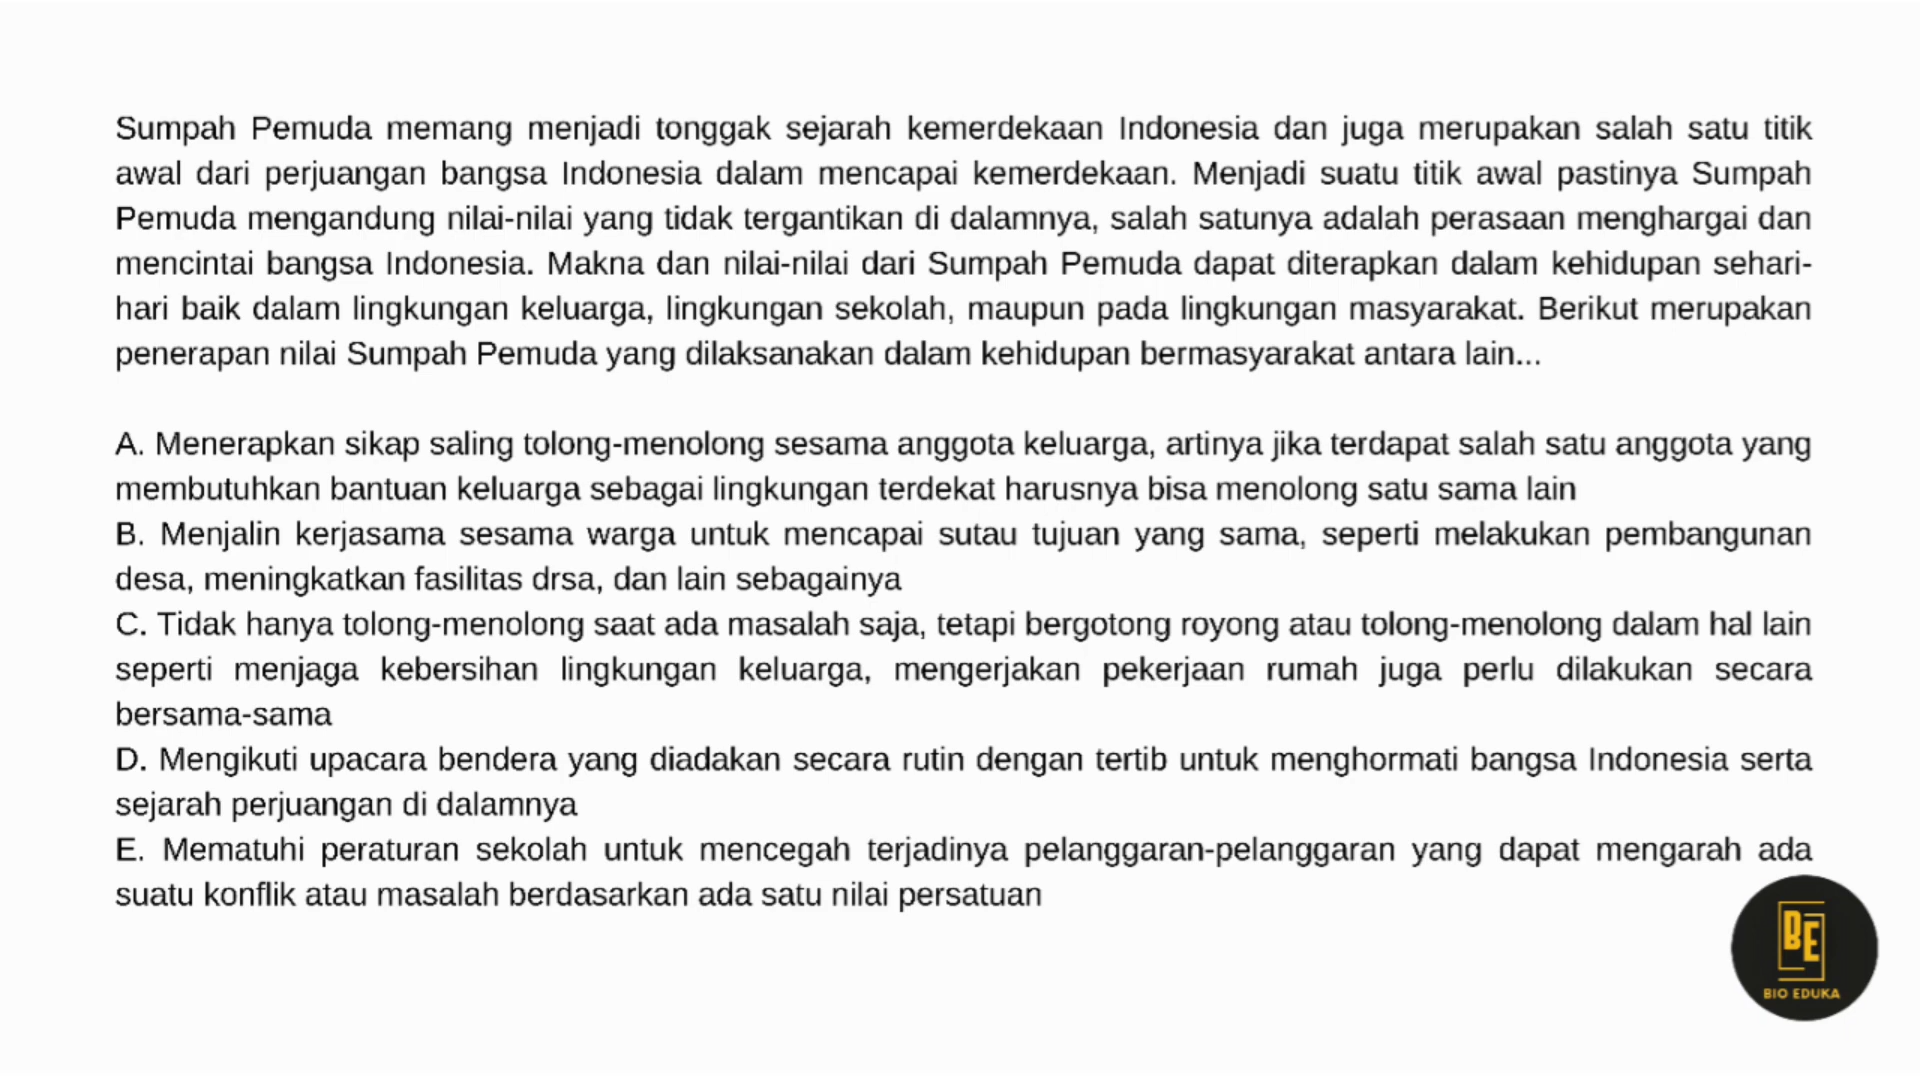 Sumpah Pemuda memang menjadi tonggak sejarah kemerdekaan Indonesia dan juga merupakan salah satu titik
awal dari perjuangan bangsa Indonesia dalam mencapai kemerdekaan. Menjadi suatu titik awal pastinya Sumpah
Pemuda mengandung nilai-nilai yang tidak tergantikan di dalamnya, salah satunya adalah perasaan menghargai dan
mencintai bangsa Indonesia. Makna dan nilai-nilai dari Sumpah Pemuda dapat diterapkan dalam kehidupan sehari-
hari baik dalam lingkungan keluarga, lingkungan sekolah, maupun pada lingkungan masyarakat. Berikut merupakan
penerapan nilai Sumpah Pemuda yang dilaksanakan dalam kehidupan bermasyarakat antara lain...
A. Menerapkan sikap saling tolong-menolong sesama anggota keluarga, artinya jika terdapat salah satu anggota yang
membutuhkan bantuan keluarga sebagai lingkungan terdekat harusnya bisa menolong satu sama lain
B. Menjalin kerjasama sesama warga untuk mencapai sutau tujuan yang sama, seperti melakukan pembangunan
desa, meningkatkan fasilitas drsa, dan lain sebagainya
C. Tidak hanya tolong-menolong saat ada masalah saja, tetapi bergotong royong atau tolong-menolong dalam hal lain
seperti menjaga kebersihan lingkungan keluarga, mengerjakan pekerjaan rumah juga perlu dilakukan secara
bersama-sama
D. Mengikuti upacara bendera yang diadakan secara rutin dengan tertib untuk menghormati bangsa Indonesia serta
sejarah perjuangan di dalamnya
E. Mematuhi peraturan sekolah untuk mencegah terjadinya pelanggaran-pelanggaran yang dapat mengarah ada
suatu konflik atau masalah berdasarkan ada satu nilai persatuan
BE
BIO EDUKA